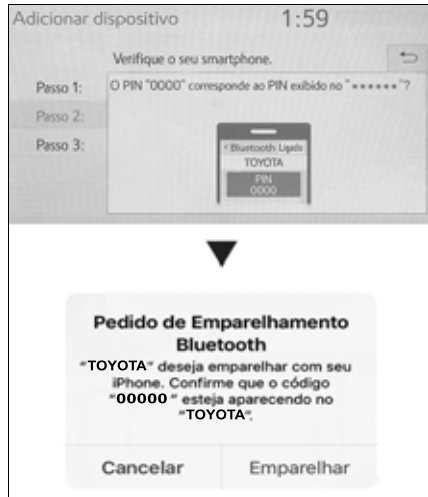 Adicionar dispositivo 1:59
Verifique o seu smartphone.
Passo 1: O PIN "0000" corresponde ao PIN exibido no "******"?
Passo 2:
Passo 3:
< Bluetooth Ligado
TOYOTA
PIN
0000
Pedido de Emparelhamento
Bluetooth
"TOYOTA" deseja emparelhar com seu
iPhone. Confirme que o código
"00000" esteja aparecendo no
"TOYOTA".
Cancelar Emparelhar